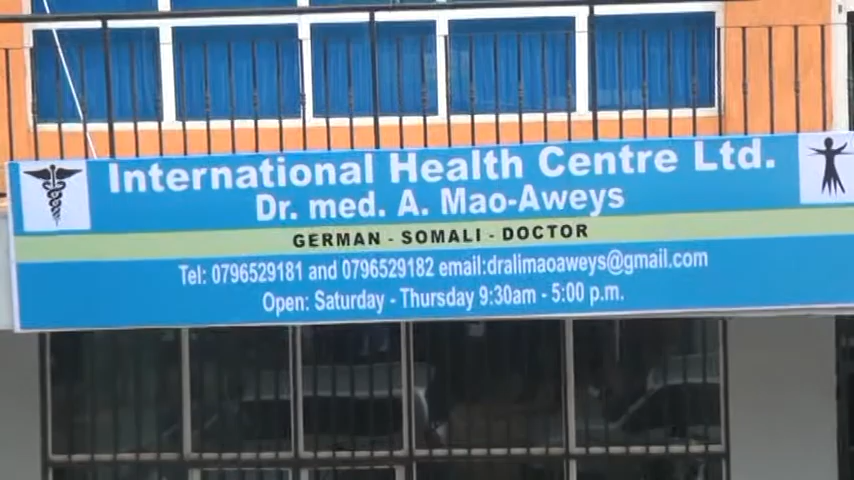 International Health Centre Ltd.
Dr. med. A. Mao-Aweys
GERMAN - SOMALI - DOCTOR
Tel: 0796529181 and 0796529182 email:dralimaoaweys@gmail.com
Open: Saturday - Thursday 9:30am - 5:00 p.m.